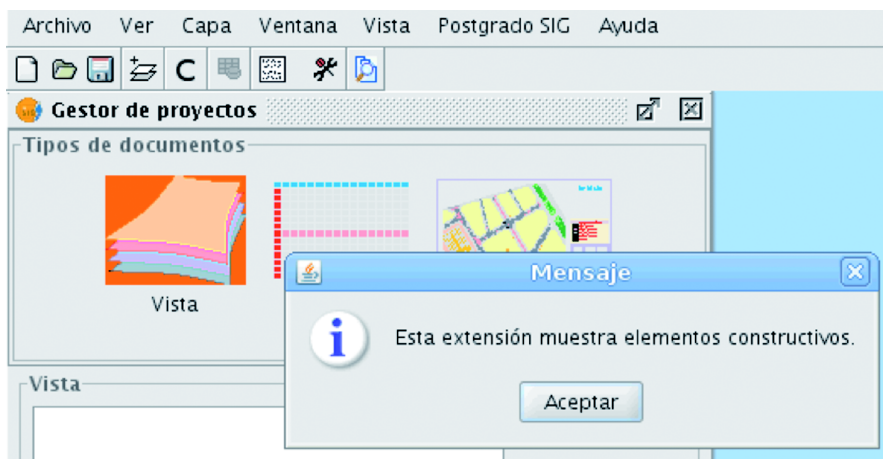 Archivo Ver Capa Ventana Vista Postgrado SIG Ayuda
C
Gestor de proyectos
Tipos de documentos
Vista
Mensaje
Esta extensión muestra elementos constructivos.
Aceptar
Vista